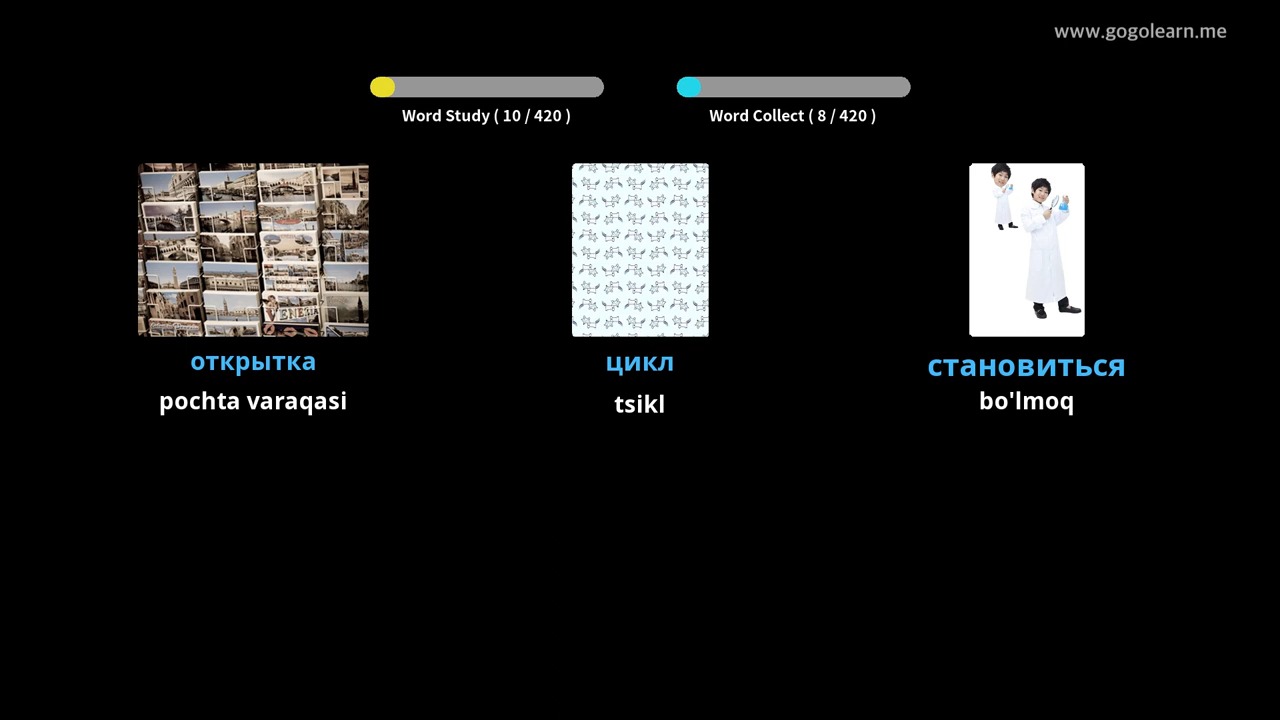 www.gogolearn.me
Word Study ( 10 / 420 )
Word Collect ( 8 / 420 )
открытка
цикл
становиться
pochta varaqasi
tsikl
bo'lmoq